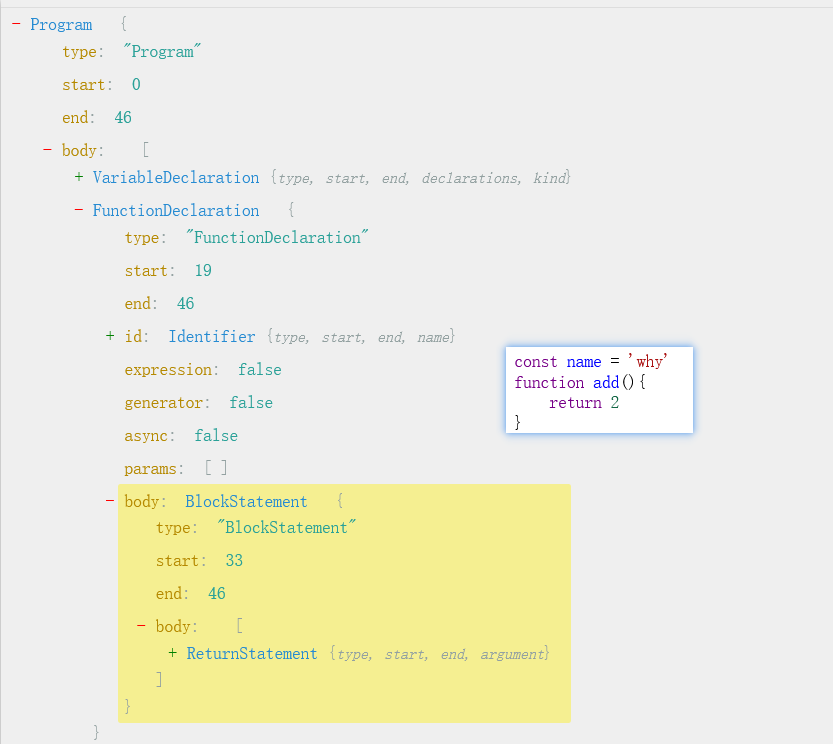 − Program {
type: "Program"
start: 0
end: 46
− body: [
+ VariableDeclaration {type, start, end, declarations, kind}
− FunctionDeclaration {
type: "FunctionDeclaration"
start: 19
end: 46
+ id: Identifier {type, start, end, name}
expression: false
generator: false
async: false
params: [ ]
− body: BlockStatement {
type: "BlockStatement"
start: 33
end: 46
− body: [
+ ReturnStatement {type, start, end, argument}
]
}
}
const name = 'why'
function add(){
return 2
}